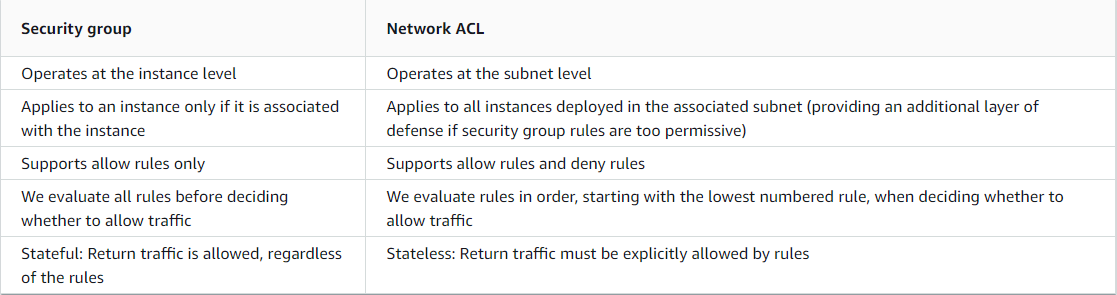 Security group
Network ACL
Operates at the instance level
Operates at the subnet level
Applies to an instance only if it is associated
with the instance
Applies to all instances deployed in the associated subnet (providing an additional layer of
defense if security group rules are too permissive)
Supports allow rules only
Supports allow rules and deny rules
We evaluate all rules before deciding
whether to allow traffic
We evaluate rules in order, starting with the lowest numbered rule, when deciding whether to
allow traffic
Stateful: Return traffic is allowed, regardless
of the rules
Stateless: Return traffic must be explicitly allowed by rules